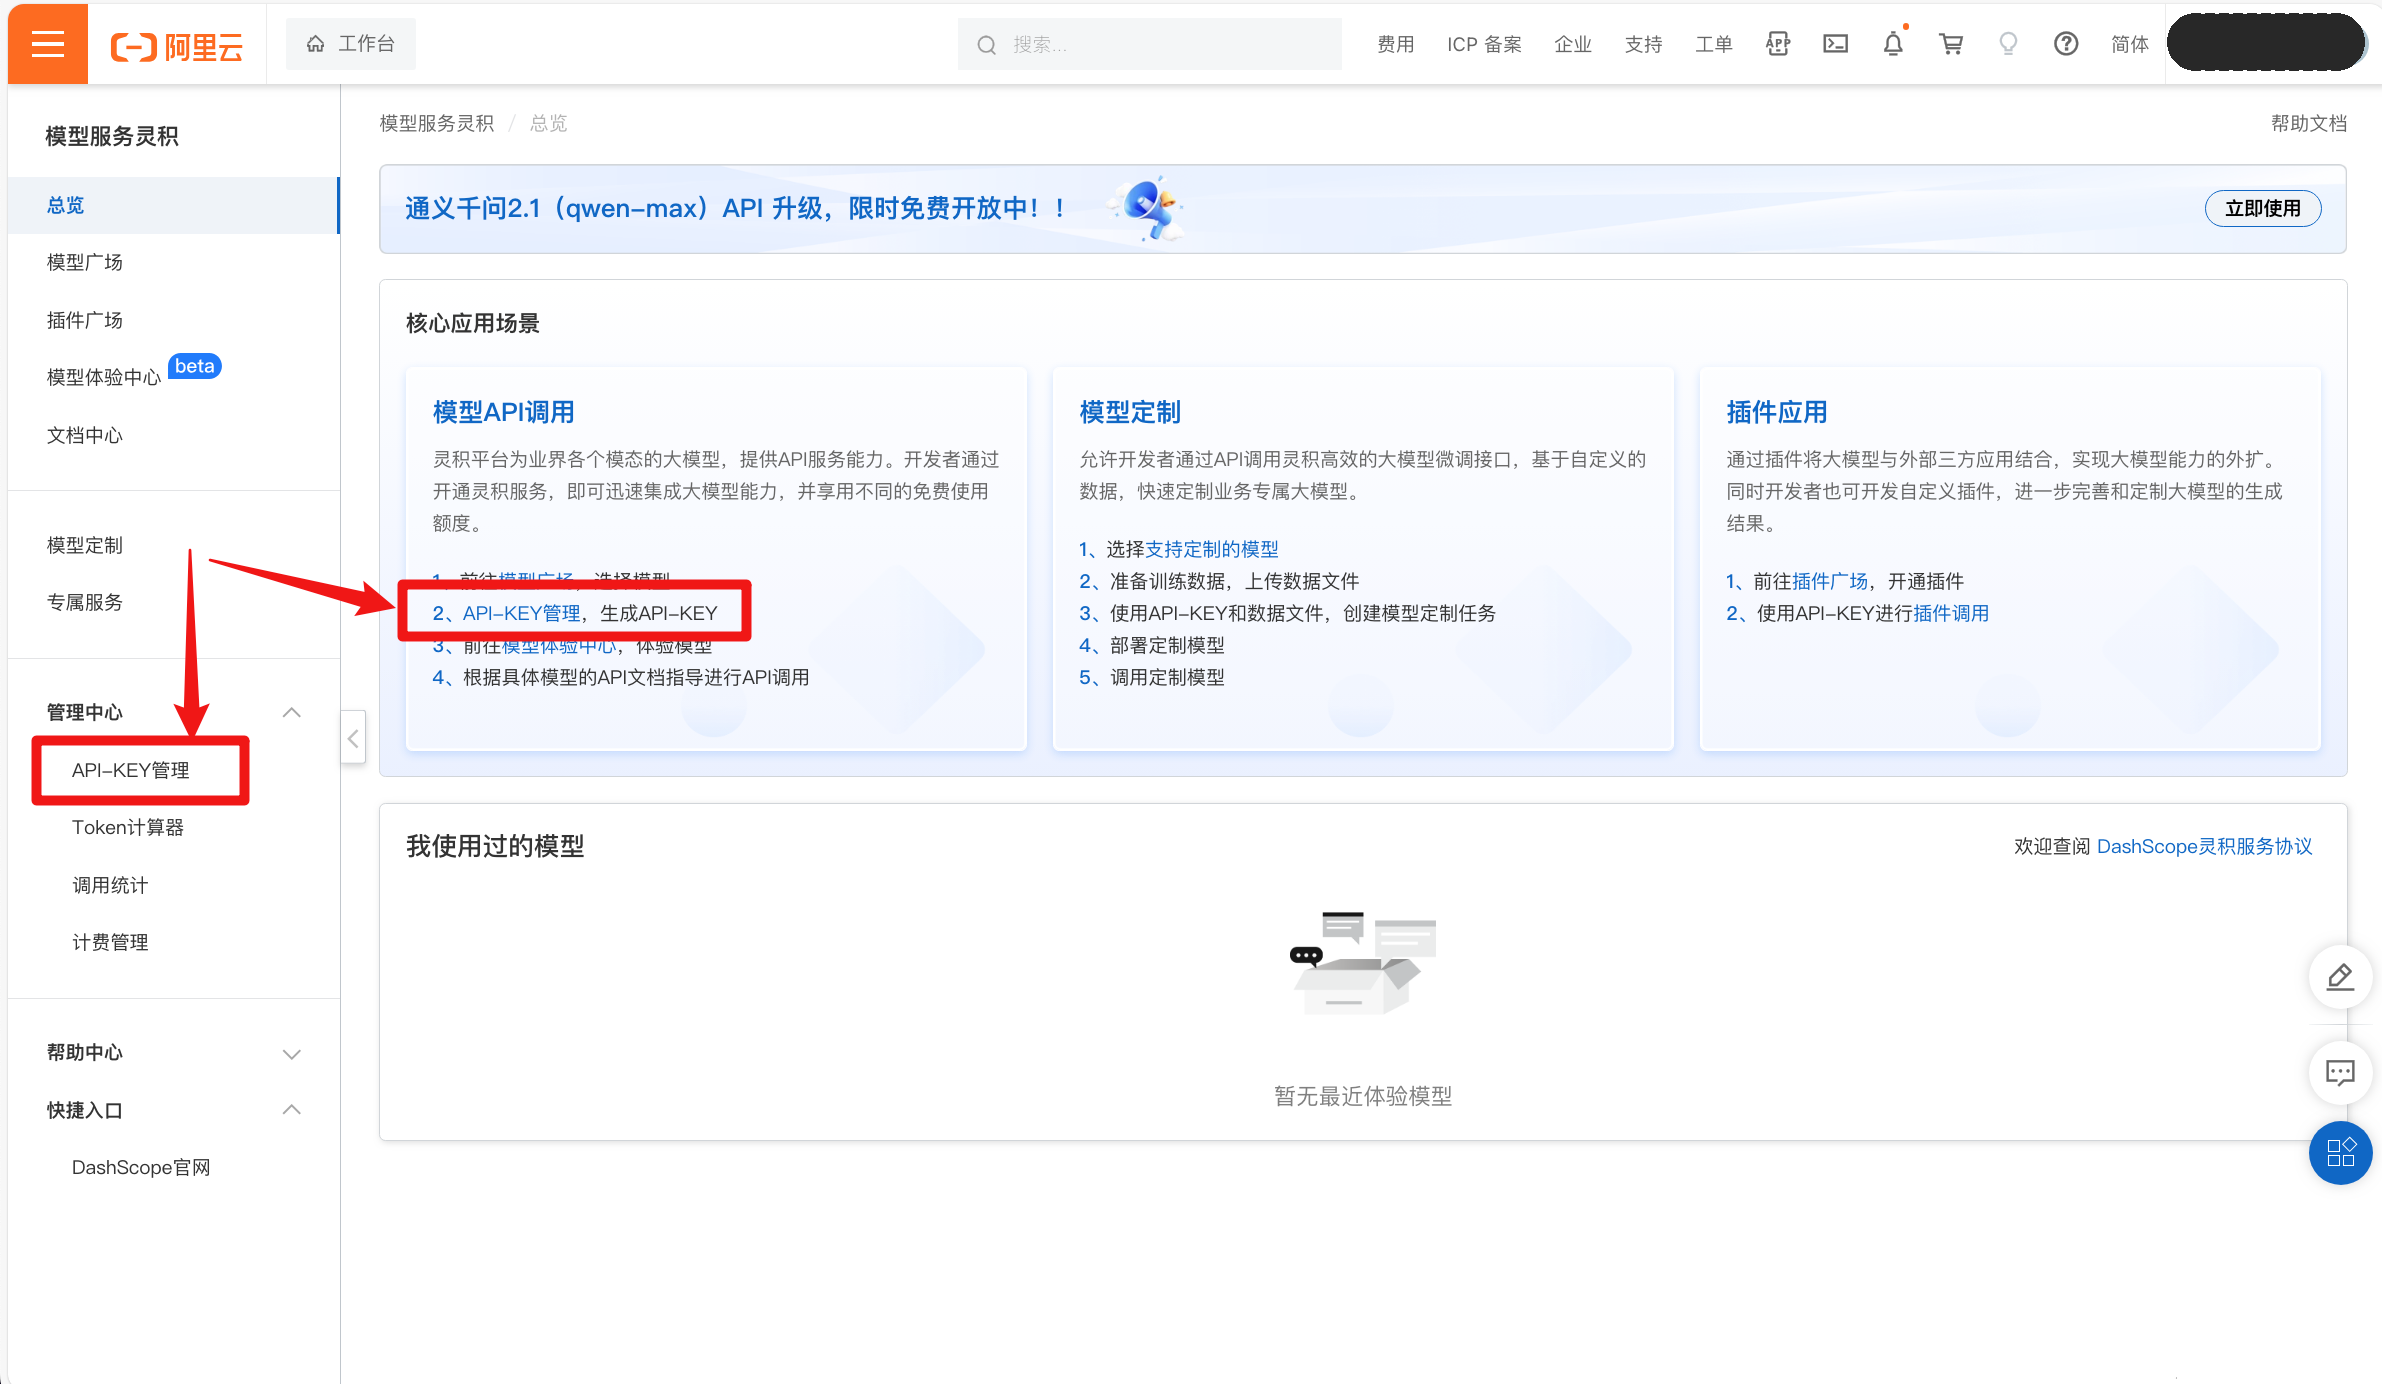 阿里云
工作台
搜索...
费用
ICP 备案
企业
支持
工单
APP
简体
模型服务灵积
总览
模型广场
插件广场
模型体验中心 beta
文档中心
模型定制
专属服务
管理中心
API-KEY管理
Token计算器
调用统计
计费管理
帮助中心
快捷入口
DashScope官网
模型服务灵积 / 总览
帮助文档
通义千问2.1（qwen-max）API 升级，限时免费开放中！！
立即使用
核心应用场景
模型API调用
灵积平台为业界各个模态的大模型，提供API服务能力。开发者通过
开通灵积服务，即可迅速集成大模型能力，并享用不同的免费使用
额度。
1、前往模型广场，选择模型
2、API-KEY管理，生成API-KEY
3、前往模型体验中心，体验模型
4、根据具体模型的API文档指导进行API调用
模型定制
允许开发者通过API调用灵积高效的大模型微调接口，基于自定义的
数据，快速定制业务专属大模型。
1、选择支持定制的模型
2、准备训练数据，上传数据文件
3、使用API-KEY和数据文件，创建模型定制任务
4、部署定制模型
5、调用定制模型
插件应用
通过插件将大模型与外部三方应用结合，实现大模型能力的外扩。
同时开发者也可开发自定义插件，进一步完善和定制大模型的生成
结果。
1、前往插件广场，开通插件
2、使用API-KEY进行插件调用
我使用过的模型
欢迎查阅 DashScope灵积服务协议
暂无最近体验模型